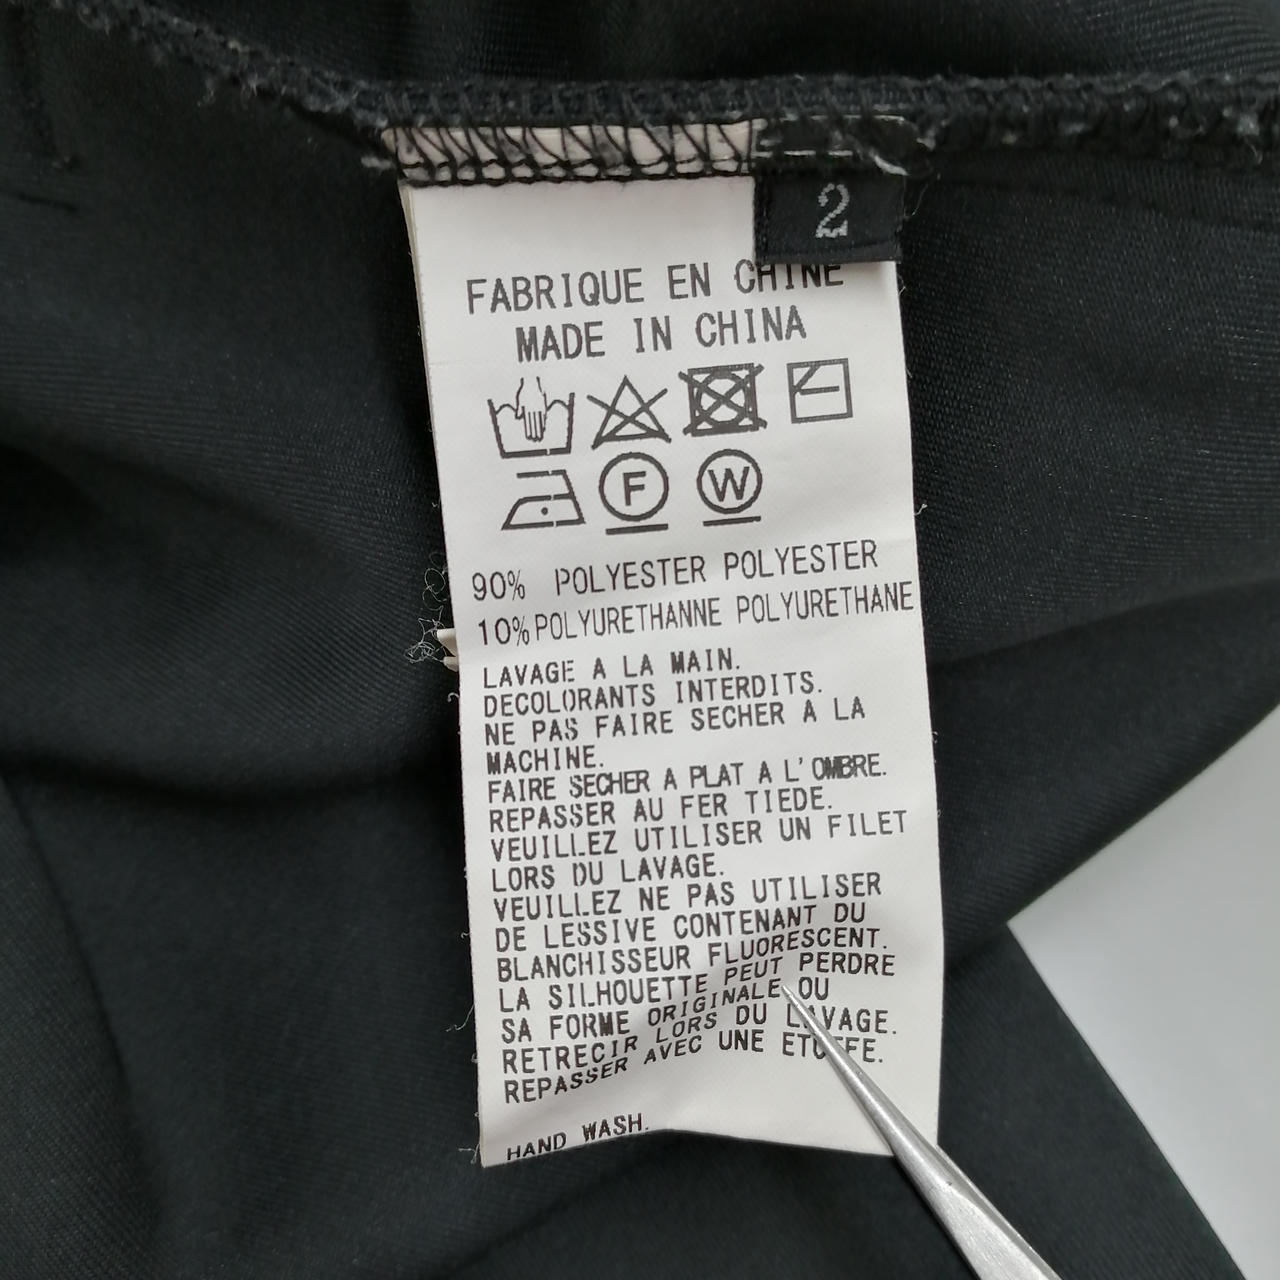 2
FABRIQUE EN CHINE
MADE IN CHINA
F W
90% POLYESTER POLYESTER
10% POLYURETHANNE POLYURETHANE
LAVAGE A LA MAIN.
DECOLORANTS INTERDITS.
NE PAS FAIRE SECHER A LA
MACHINE.
FAIRE SECHER A PLAT A L'OMBRE.
REPASSER AU FER TIEDE.
VEUILLEZ UTILISER UN FILET
LORS DU LAVAGE.
VEUILLEZ NE PAS UTILISER
DE LESSIVE CONTENANT DU
BLANCHISSEUR FLUORESCENT.
LA SILHOUETTE PEUT PERDRE
SA FORME ORIGINALE OU
RETRECIR LORS DU LAVAGE.
REPASSER AVEC UNE ETOFFE.
HAND WASH.